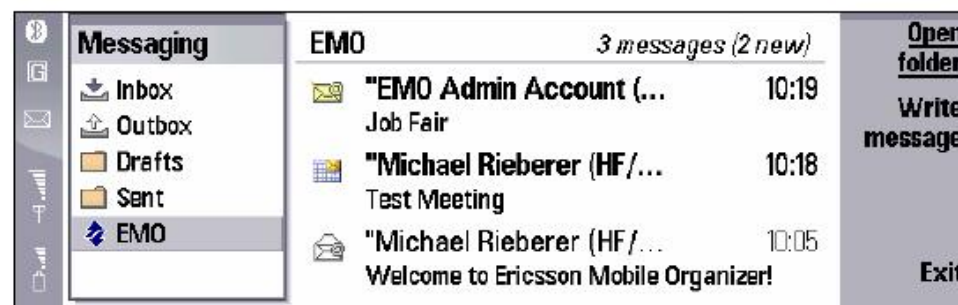 Messaging
Inbox
Outbox
Drafts
Sent
EMO
EMO 3 messages (2 new)
"EMO Admin Account (... 10:19
Job Fair
"Michael Rieberer (HF/... 10:18
Test Meeting
"Michael Rieberer (HF/... 10:05
Welcome to Ericsson Mobile Organizer!
Open
folder
Write
message
Exit
G